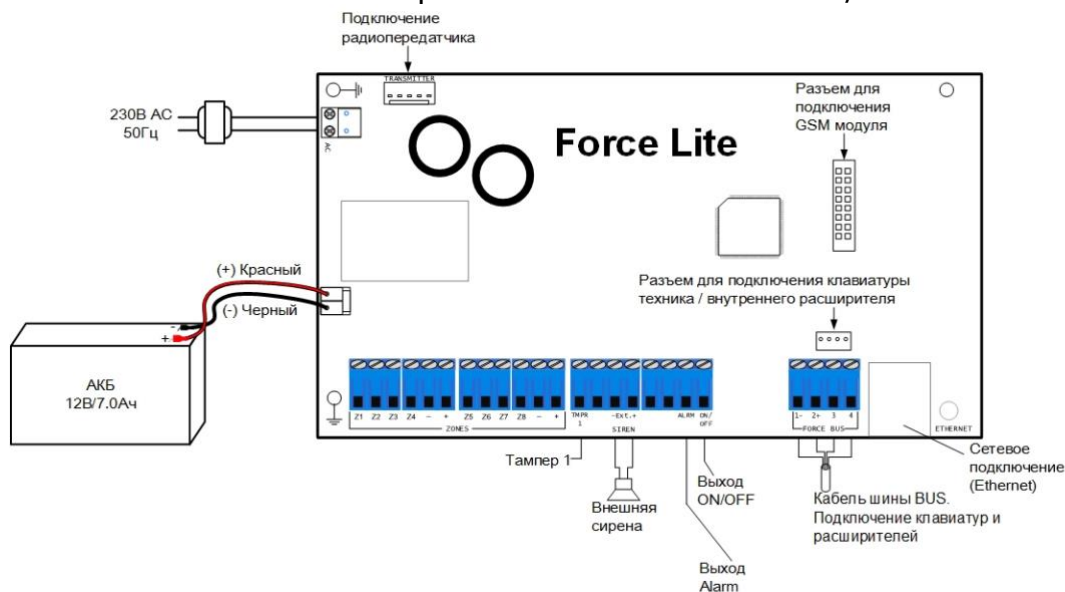 Подключение
радиопередатчика
TRANSMITTER
230В AC
50Гц
AC
Force Lite
Разъем для
подключения
GSM модуля
(+) Красный
(-) Черный
Разъем для подключения клавиатуры
техника / внутреннего расширителя
-
+
АКБ
12В/7.0Ач
Z1 Z2 Z3 Z4 - + Z5 Z6 Z7 Z8 - +
ZONES
TMPR
1
-Ext.+
SIREN
ALRM ON/
OFF
1- 2+ 3 4
FORCE BUS
ETHERNET
Тампер 1
Внешняя
сирена
Выход
ON/OFF
Выход
Alarm
Кабель шины BUS.
Подключение клавиатур и
расширителей
Сетевое
подключение
(Ethernet)